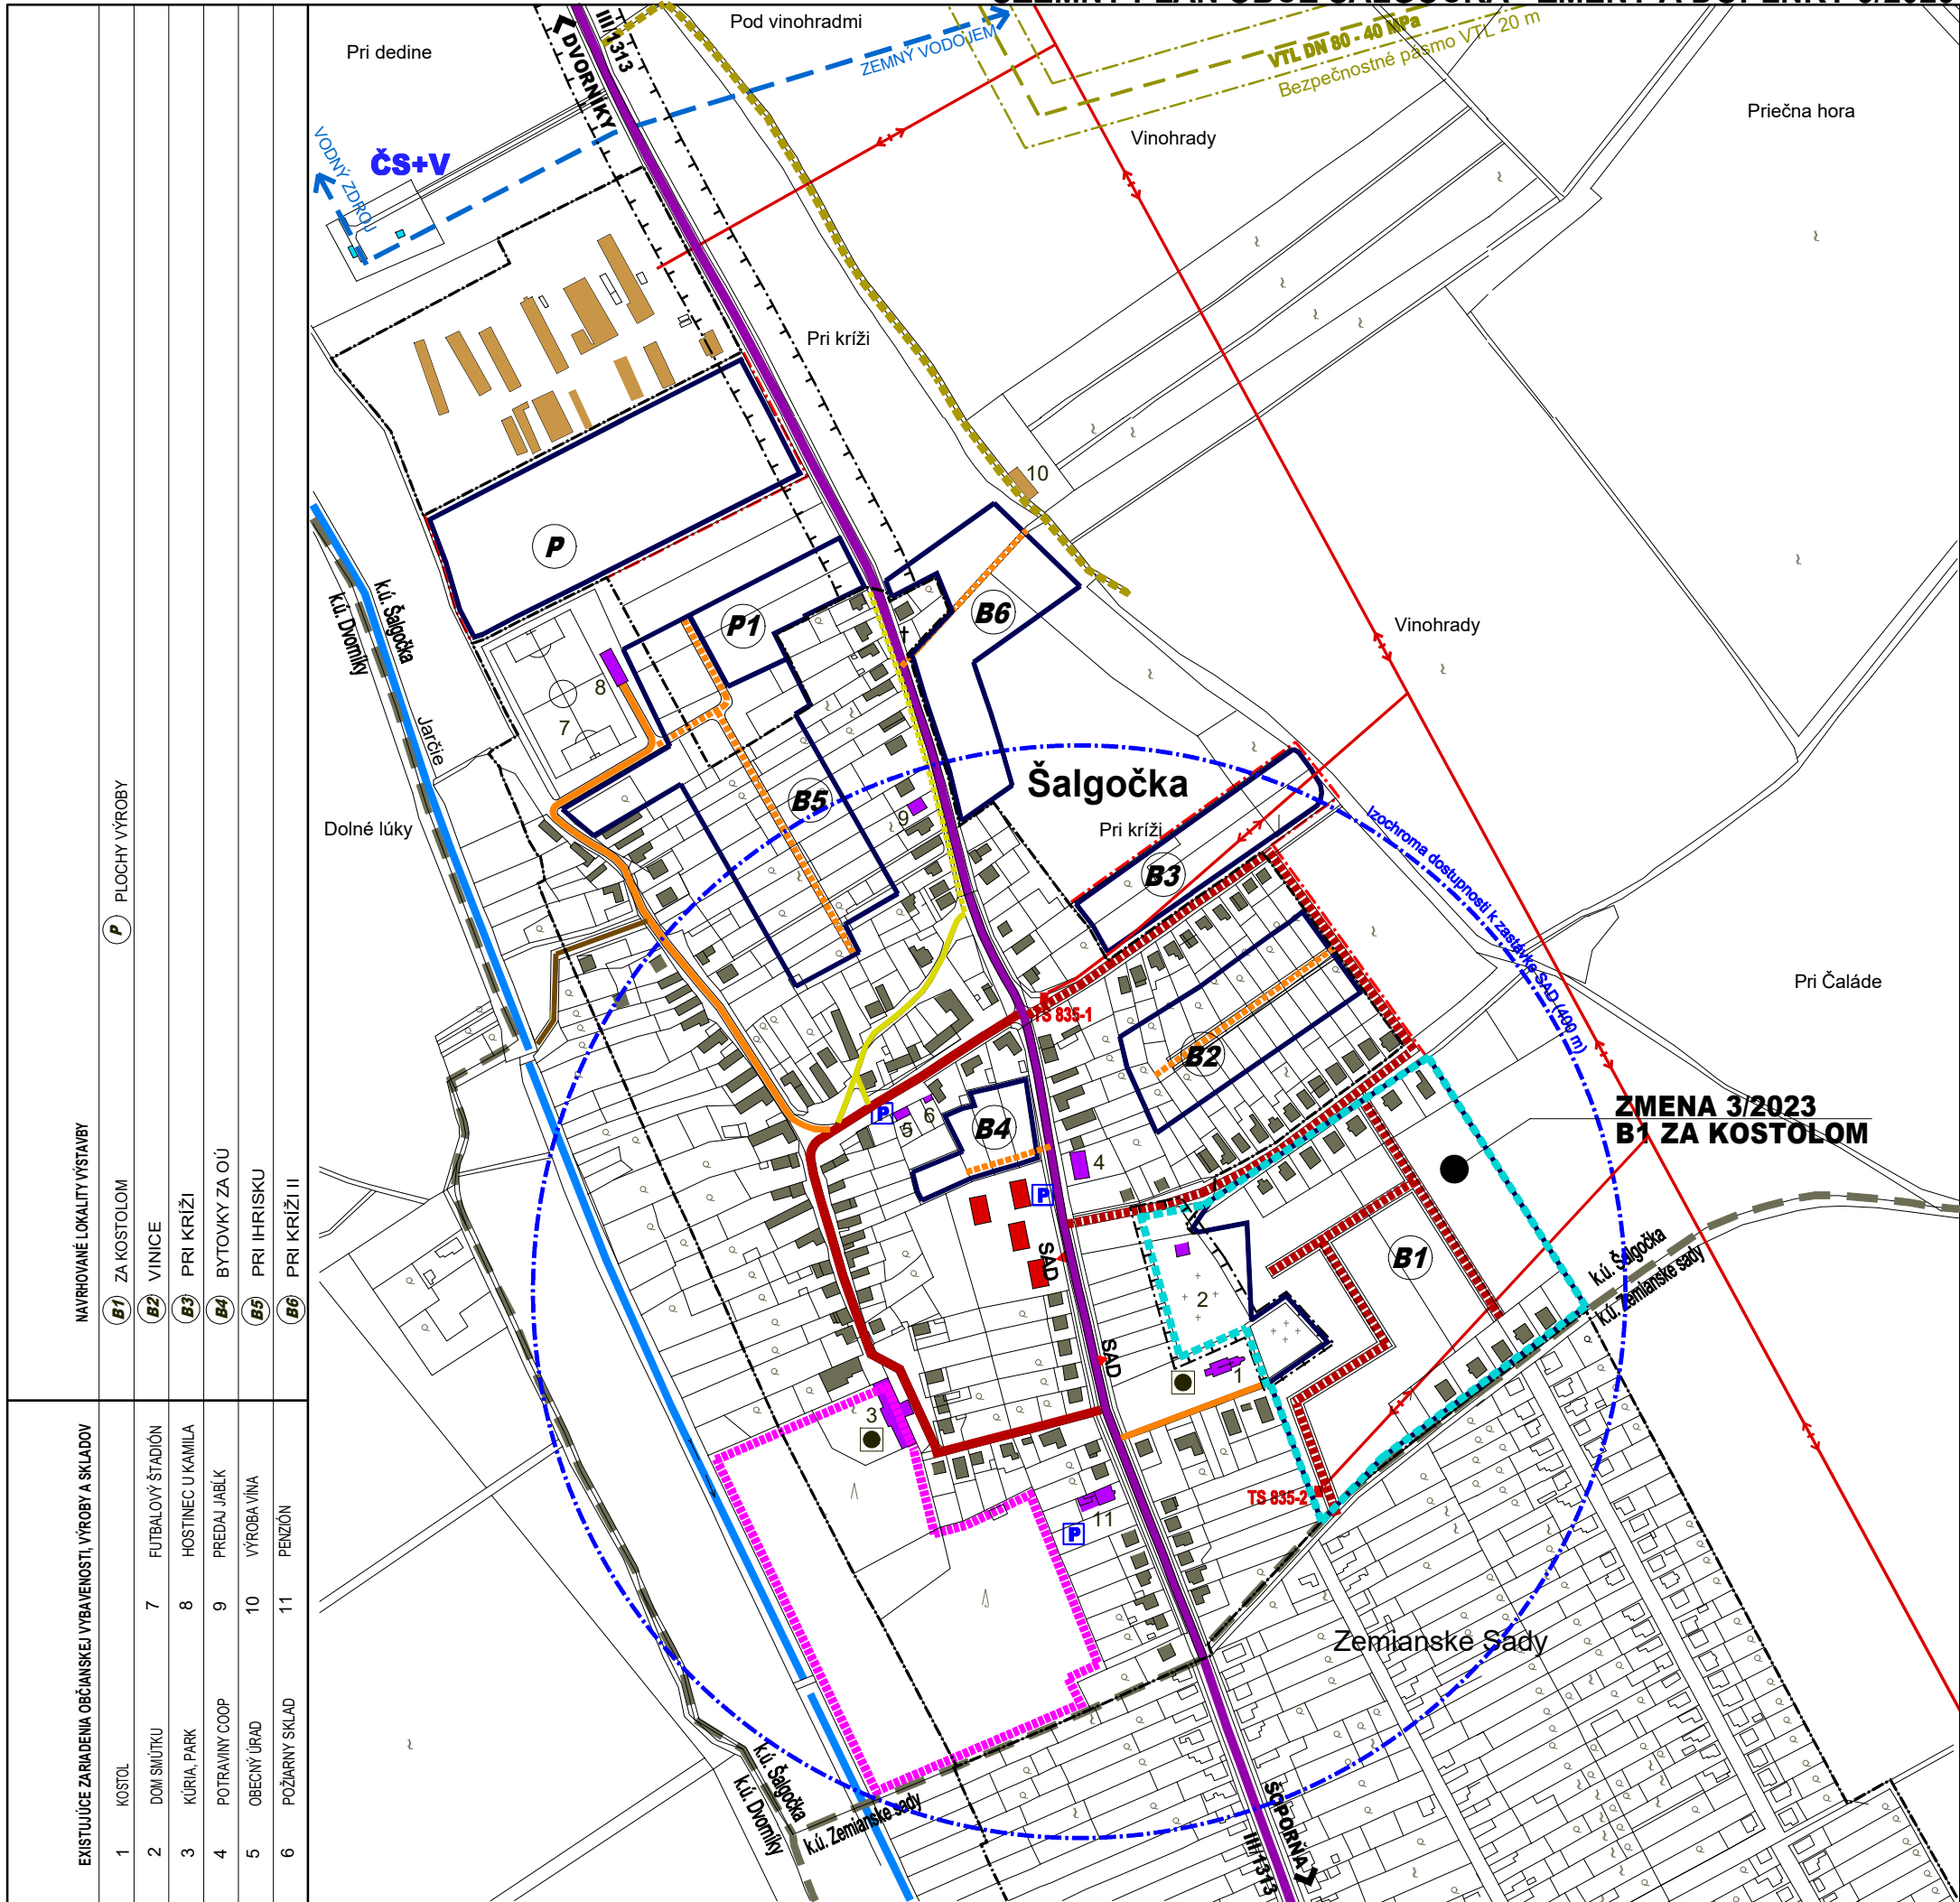 Pri dedine
Pod vinohradmi
III/1313
DVORNÍKY
ZEMNÝ VODOJEM
VTL DN 80 - 40 MPa
Bezpečnostné pásmo VTL 20 m
Priečna hora
Vinohrady
VODNÝ ZDROJ
ČS+V
Pri kríži
10
P
k.ú. Šalgočka
k.ú. Dvorníky
P1
B6
Vinohrady
8
7
Jarčie
B5
Šalgočka
9
Dolné lúky
Pri kríži
B3
Izochrona dostupnosti k zastávke SAD (400 m)
Pri Čaláde
TS 835-1
B2
P
5
6
B4
4
P
ZMENA 3/2023
B1 ZA KOSTOLOM
SAD
B1
k.ú. Šalgočka
k.ú. Zemianske sady
2
SAD
1
3
TS 835-2
11
P
Zemianske Sady
k.ú. Šalgočka
k.ú. Dvorníky
k.ú. Zemianske sady
ŠOPORŇA
III/1313
NAVRHOVANÉ LOKALITY VÝSTAVBY
B1 ZA KOSTOLOM
P PLOCHY VÝROBY
B2 VINICE
B3 PRI KRÍŽI
B4 BYTOVKY ZA OÚ
B5 PRI IHRISKU
B6 PRI KRÍŽI II
EXISTUJÚCE ZARIADENIA OBČIANSKEJ VYBAVENOSTI, VÝROBY A SKLADOV
1 KOSTOL
2 DOM SMÚTKU
3 KÚRIA, PARK
4 POTRAVINY COOP
5 OBECNÝ ÚRAD
6 POŽIARNY SKLAD
7 FUTBALOVÝ ŠTADIÓN
8 HOSTINEC U KAMILA
9 PREDAJ JABĹK
10 VÝROBA VÍNA
11 PENZIÓN